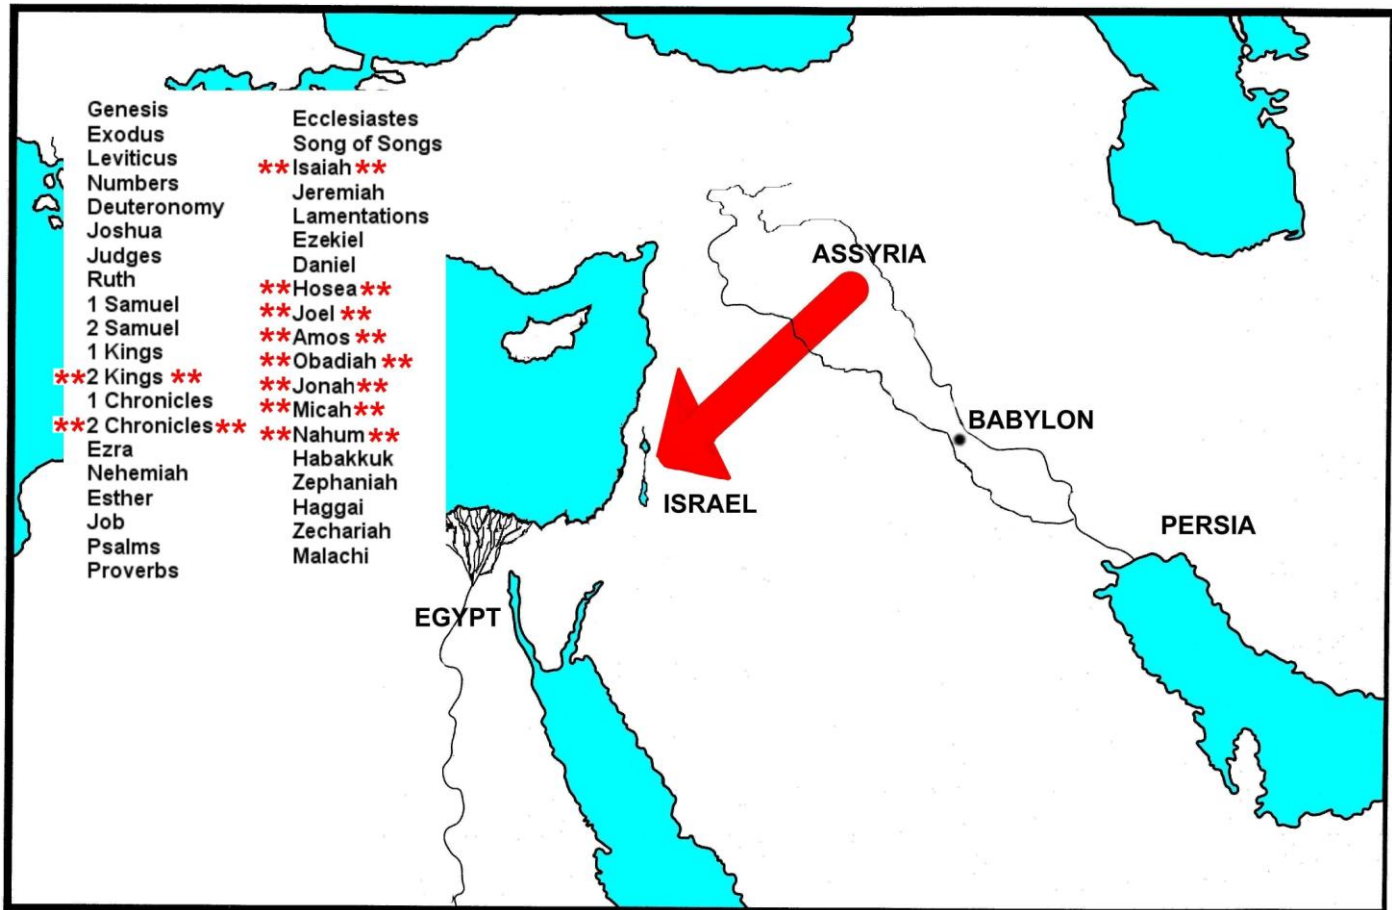 Genesis
Exodus
Leviticus
Numbers
Deuteronomy
Joshua
Judges
Ruth
1 Samuel
2 Samuel
1 Kings
**2 Kings **
1 Chronicles
**2 Chronicles**
Ezra
Nehemiah
Esther
Job
Psalms
Proverbs
Ecclesiastes
Song of Songs
**Isaiah **
Jeremiah
Lamentations
Ezekiel
Daniel
**Hosea **
**Joel **
**Amos **
**Obadiah **
**Jonah**
**Micah**
**Nahum **
Habakkuk
Zephaniah
Haggai
Zechariah
Malachi
ASSYRIA
BABYLON
ISRAEL
PERSIA
EGYPT